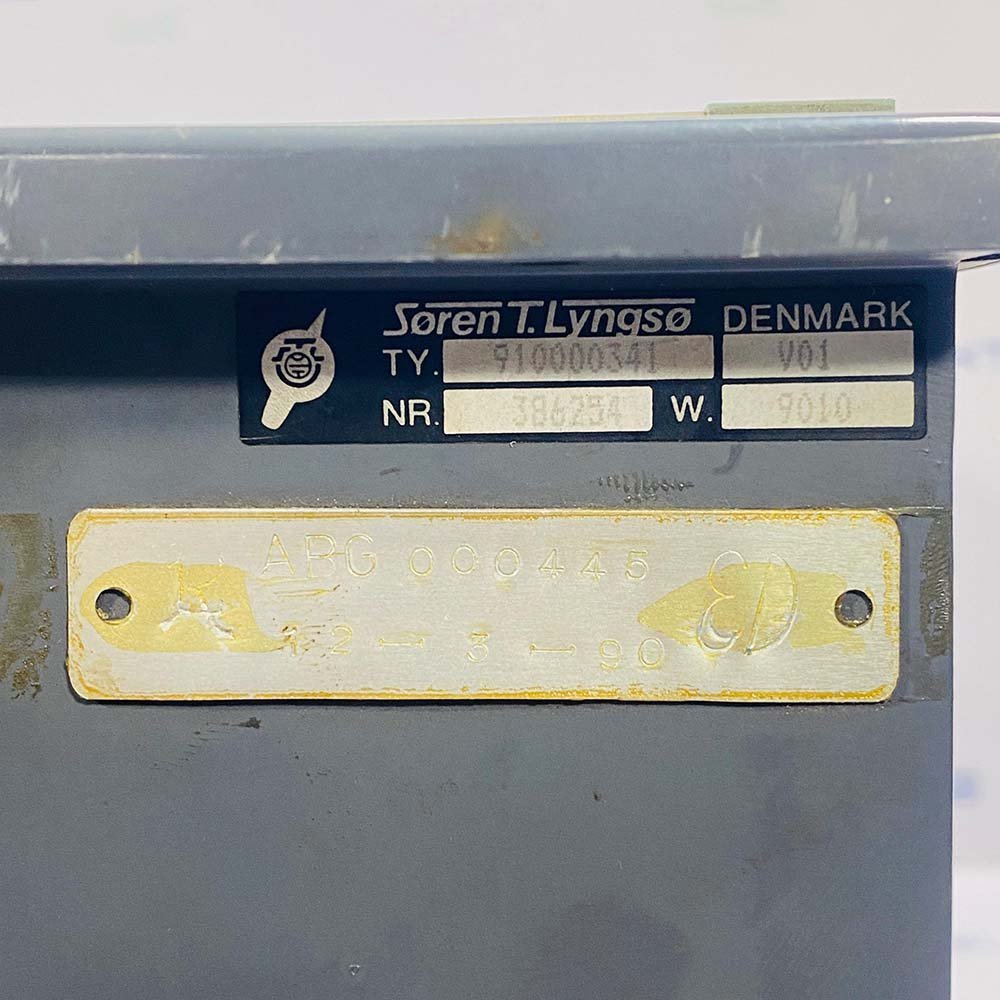 Søren T. Lyngsø DENMARK
TY. 910000341 V01
NR. 386254 W. 9010
ABG 000445
12-3-90